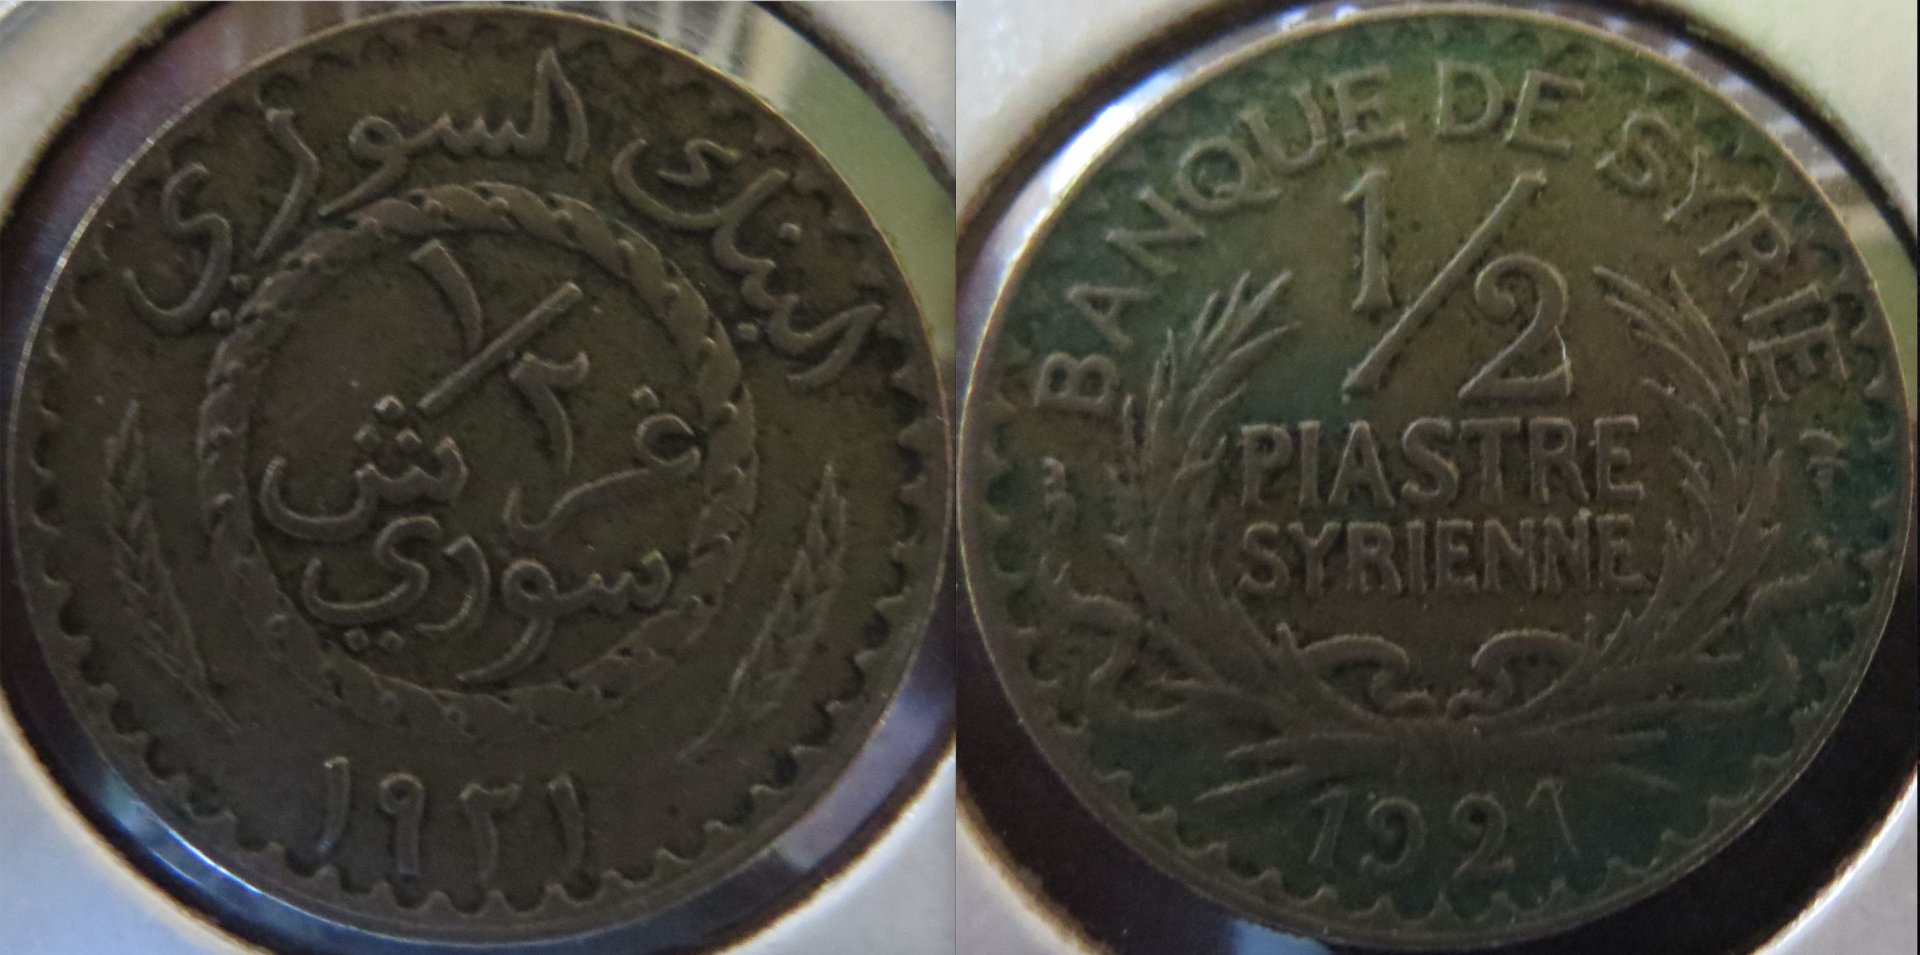 البنك السوري
١/٢
غرش
سوري
١٩٢١
BANQUE DE SYRIE
1/2
PIASTRE
SYRIENNE
1921